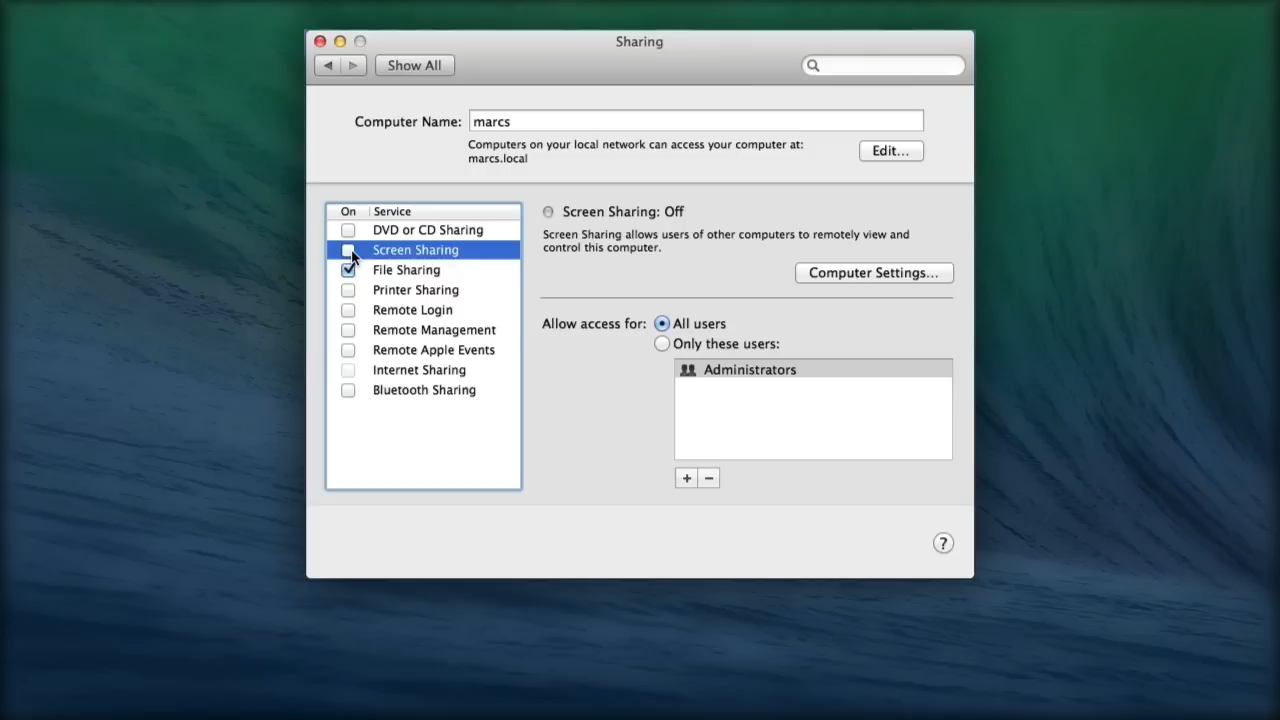 Sharing
Show All
Computer Name: marcs
Computers on your local network can access your computer at:
marcs.local
Edit...
On Service
DVD or CD Sharing
Screen Sharing
File Sharing
Printer Sharing
Remote Login
Remote Management
Remote Apple Events
Internet Sharing
Bluetooth Sharing
Screen Sharing: Off
Screen Sharing allows users of other computers to remotely view and
control this computer.
Computer Settings...
Allow access for: All users
Only these users:
Administrators
+ −
?